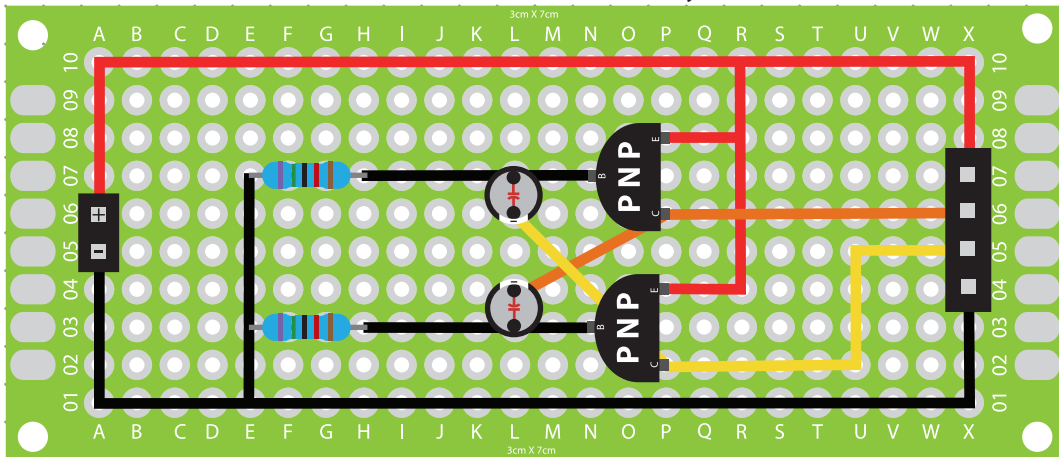 3cm X 7cm
A B C D E F G H I J K L M N O P Q R S T U V W X
10 10
09 09
08 E 08
07 B PNP 07
+ 06 C 06
- 05 05
04 E 04
03 B PNP 03
02 C 02
01 01
A B C D E F G H I J K L M N O P Q R S T U V W X
3cm X 7cm